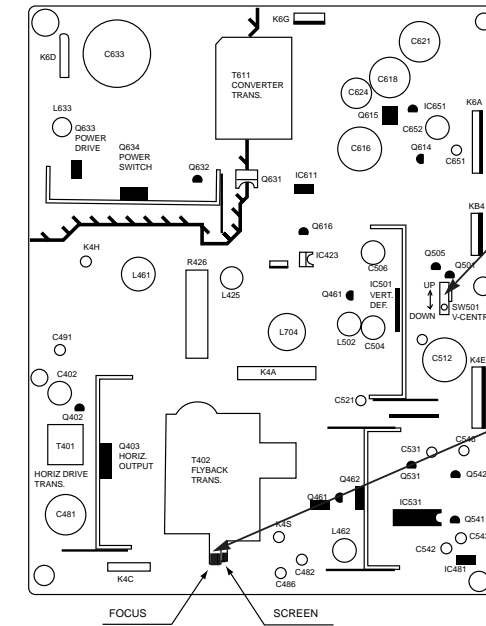 K6G
C621
K6D
C633
T611
CONVERTER
TRANS.
C618
C624
L633
Q615
IC651
K6A
C652
Q633
POWER
DRIVE
Q634
POWER
SWITCH
C616
Q614
C651
Q632
Q631
IC611
KB4
Q616
K4H
IC423
R426
C506
Q505
Q504
L461
L425
Q461
IC501
VERT.
DEF.
UP
SW501
V-CENTR
DOWN
L704
L502
C504
C491
C512
K4E
C402
K4A
Q402
C521
T401
Q403
HORIZ.
OUTPUT
T402
FLYBACK
TRANS.
C531
C546
HORIZ DRIVE
TRANS.
Q531
Q542
Q462
Q461
C481
IC531
K4S
Q541
L462
C542
IC481
C482
K4C
C486
FOCUS
SCREEN